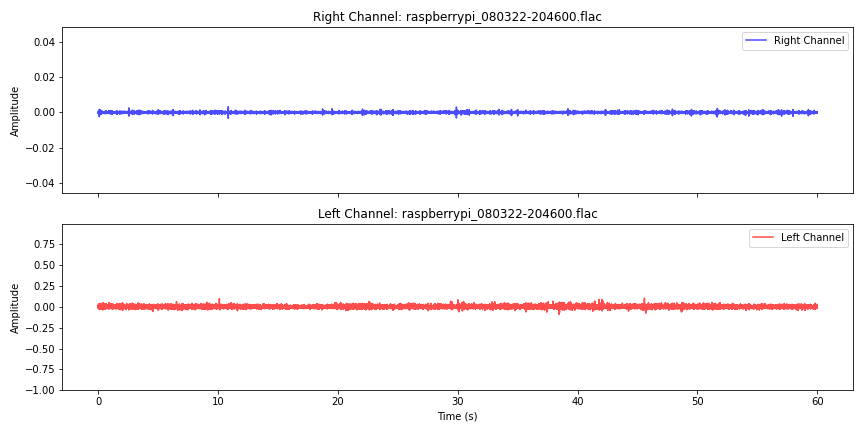 Right Channel: raspberrypi_080322-204600.flac
Right Channel
Amplitude
0.04
0.02
0.00
−0.02
−0.04
Left Channel: raspberrypi_080322-204600.flac
Left Channel
Amplitude
0.75
0.50
0.25
0.00
−0.25
−0.50
−0.75
−1.00
0 10 20 30 40 50 60
Time (s)